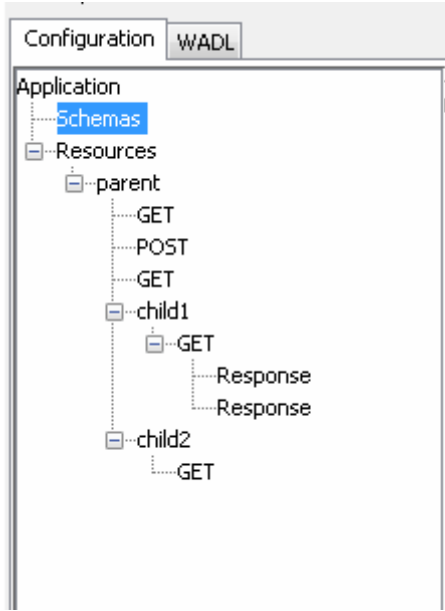 Configuration WADL
Application
Schemas
Resources
parent
GET
POST
GET
child1
GET
Response
Response
child2
GET